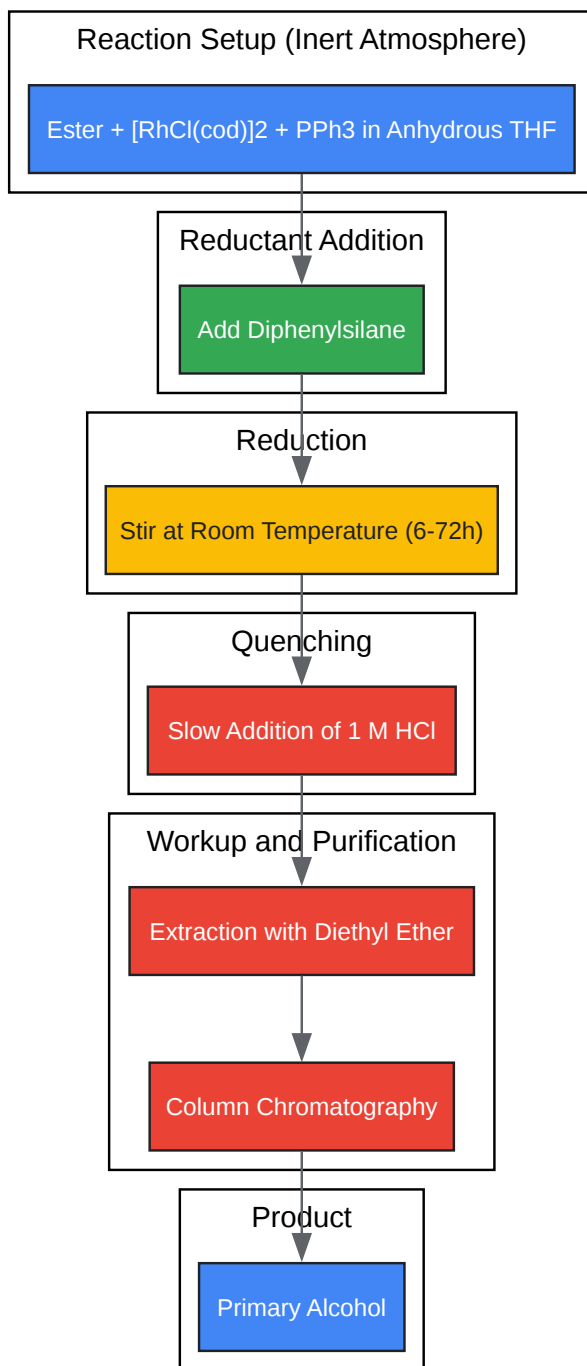 Reaction Setup (Inert Atmosphere)
Ester + [RhCl(cod)]2 + PPh3 in Anhydrous THF
Reductant Addition
Add Diphenylsilane
Reduction
Stir at Room Temperature (6-72h)
Quenching
Slow Addition of 1 M HCl
Workup and Purification
Extraction with Diethyl Ether
Column Chromatography
Product
Primary Alcohol